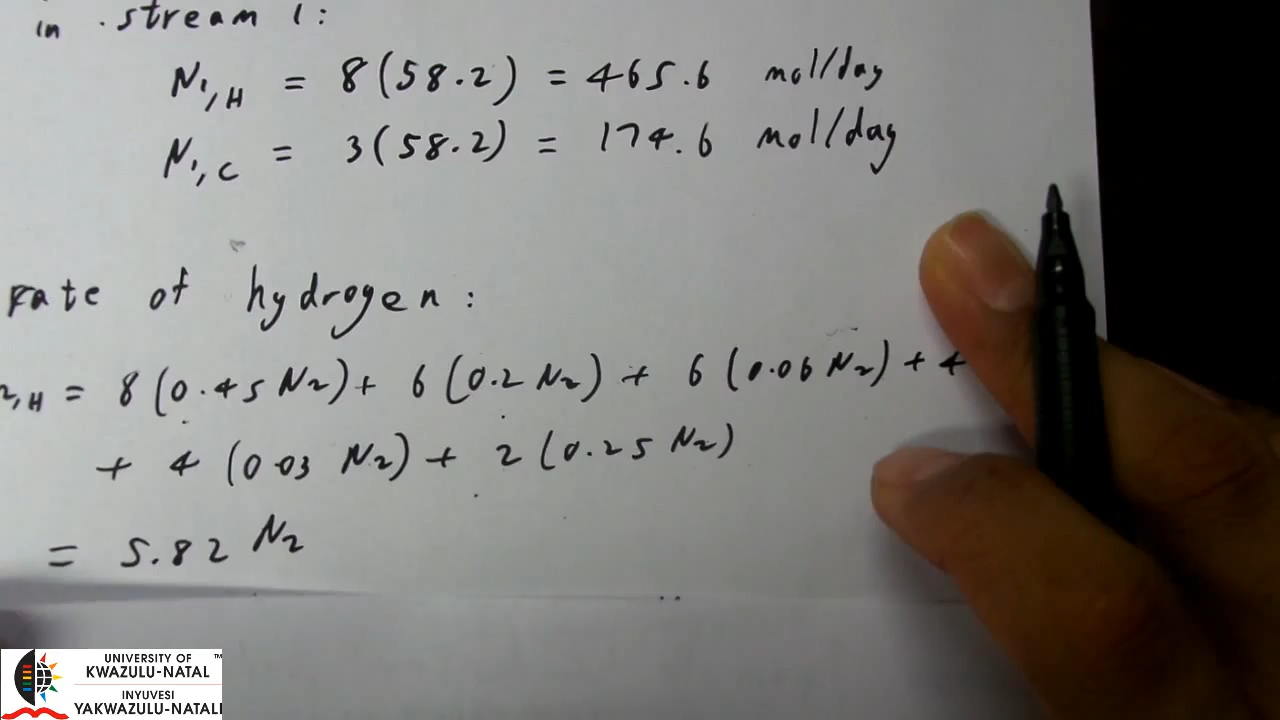 in stream 1:
N1,H = 8(58.2) = 465.6 mol/day
N1,C = 3(58.2) = 174.6 mol/day
rate of hydrogen:
2,H = 8(0.45 N2) + 6(0.2 N2) + 6(0.06 N2) + 4
+ 4(0.03 N2) + 2(0.25 N2)
= 5.82 N2
UNIVERSITY OF
KWAZULU-NATAL™
INYUVESI
YAKWAZULU-NATALI